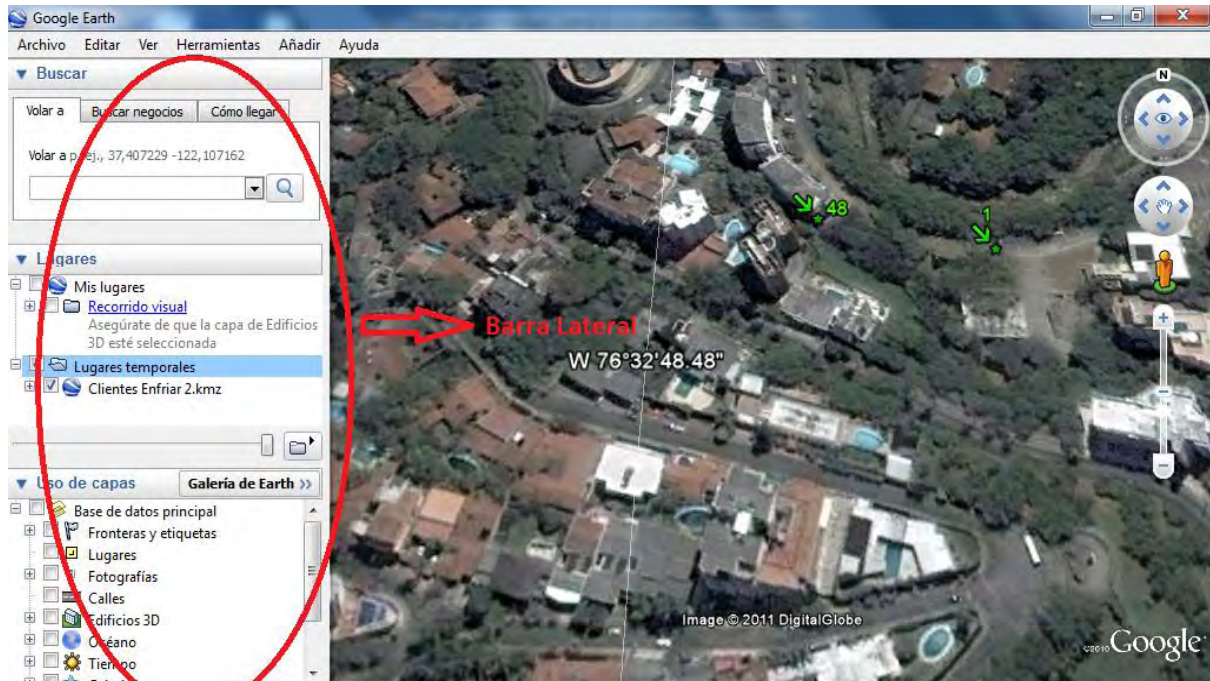 Google Earth
Archivo Editar Ver Herramientas Añadir Ayuda
Buscar
Volar a Buscar negocios Cómo llegar
Volar a p. ej., 37,407229 -122,107162
Lugares
Mis lugares
Recorrido visual
Asegúrate de que la capa de Edificios
3D esté seleccionada
Lugares temporales
Clientes Enfriar 2.kmz
Uso de capas Galería de Earth »
Base de datos principal
Fronteras y etiquetas
Lugares
Fotografías
Calles
Edificios 3D
Océano
Tiempo
N
48
1
Barra Lateral
W 76°32'48.48"
Image © 2011 DigitalGlobe
©2010 Google